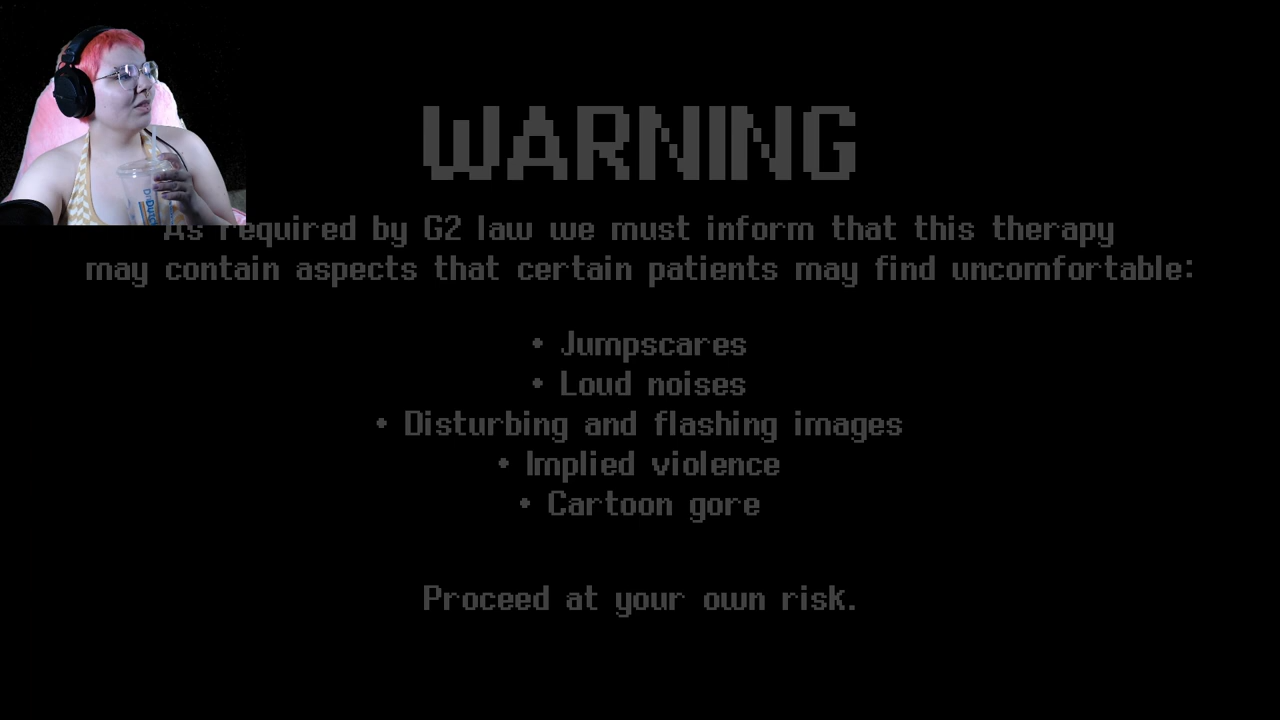 WARNING
As required by G2 law we must inform that this therapy
may contain aspects that certain patients may find uncomfortable:
• Jumpscares
• Loud noises
• Disturbing and flashing images
• Implied violence
• Cartoon gore
Proceed at your own risk.